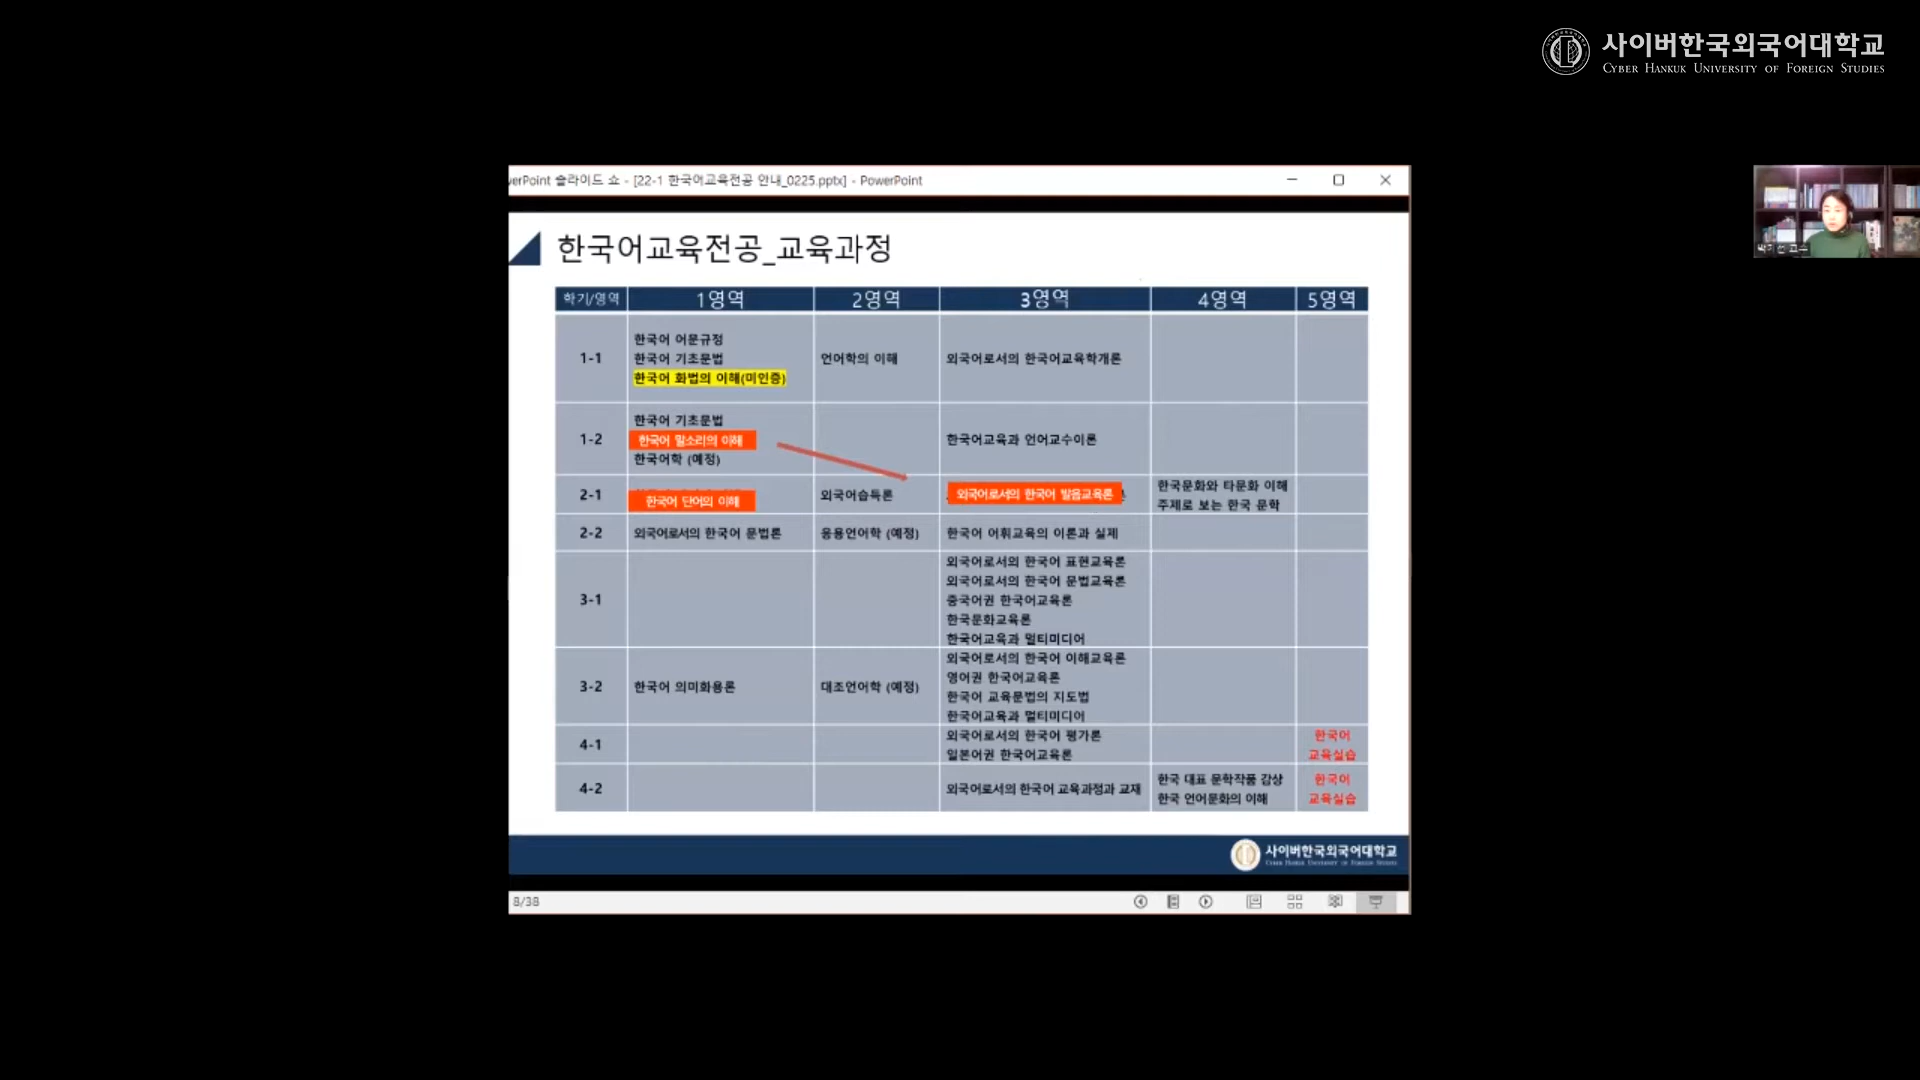 사이버한국외국어대학교
CYBER HANKUK UNIVERSITY OF FOREIGN STUDIES
verPoint 슬라이드 쇼 - [22-1 한국어교육전공 안내_0225.pptx] - PowerPoint
한국어교육전공_교육과정
학기/영역 1영역 2영역 3영역 4영역 5영역
1-1
한국어 어문규정
한국어 기초문법
한국어 화법의 이해(미인증)
언어학의 이해
외국어로서의 한국어교육학개론
1-2
한국어 기초문법
한국어 말소리의 이해
한국어학 (예정)
한국어교육과 언어교수이론
2-1
한국어 단어의 이해
외국어습득론
외국어로서의 한국어 발음교육론
한국문화와 타문화 이해
주제로 보는 한국 문학
2-2
외국어로서의 한국어 문법론
응용언어학 (예정)
한국어 어휘교육의 이론과 실제
3-1
외국어로서의 한국어 표현교육론
외국어로서의 한국어 문법교육론
중국어권 한국어교육론
한국문화교육론
한국어교육과 멀티미디어
3-2
한국어 의미화용론
대조언어학 (예정)
외국어로서의 한국어 이해교육론
영어권 한국어교육론
한국어 교육문법의 지도법
한국어교육과 멀티미디어
4-1
외국어로서의 한국어 평가론
일본어권 한국어교육론
한국어
교육실습
4-2
외국어로서의 한국어 교육과정과 교재
한국 대표 문학작품 감상
한국 언어문화의 이해
한국어
교육실습
사이버한국외국어대학교
CYBER HANKUK UNIVERSITY OF FOREIGN STUDIES
8/38